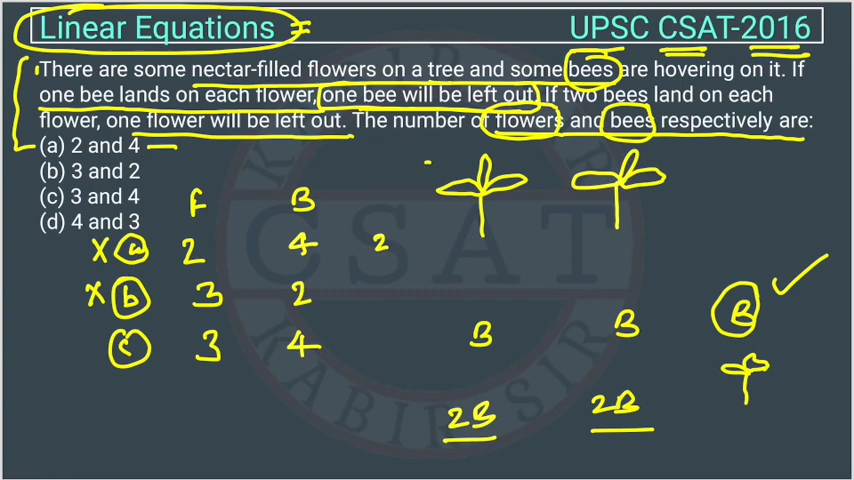 Linear Equations =
UPSC CSAT-2016
There are some nectar-filled flowers on a tree and some bees are hovering on it. If
one bee lands on each flower, one bee will be left out. If two bees land on each
flower, one flower will be left out. The number of flowers and bees respectively are:
(a) 2 and 4
(b) 3 and 2
(c) 3 and 4
(d) 4 and 3
F B
X a 2 4 2
X b 3 2
c 3 4
B B B
2B 2B
CSAT
KABIR SIR